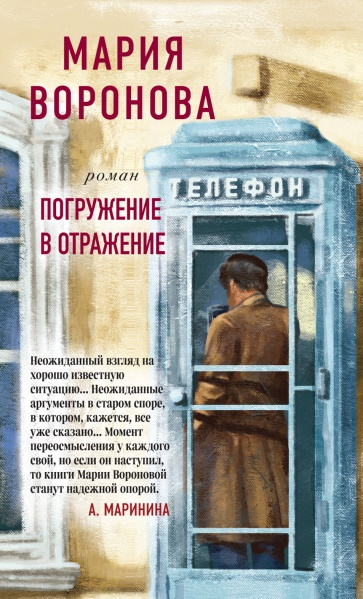 МАРИЯ
ВОРОНОВА
роман
ТЕЛЕФОН
ПОГРУЖЕНИЕ
В ОТРАЖЕНИЕ
Неожиданный взгляд на
хорошо известную
ситуацию... Неожиданные
аргументы в старом споре,
в котором, кажется, все
уже сказано... Момент
переосмысления у каждого
свой, но если он наступил,
то книги Марии Вороновой
станут надежной опорой.
А. МАРИНИНА